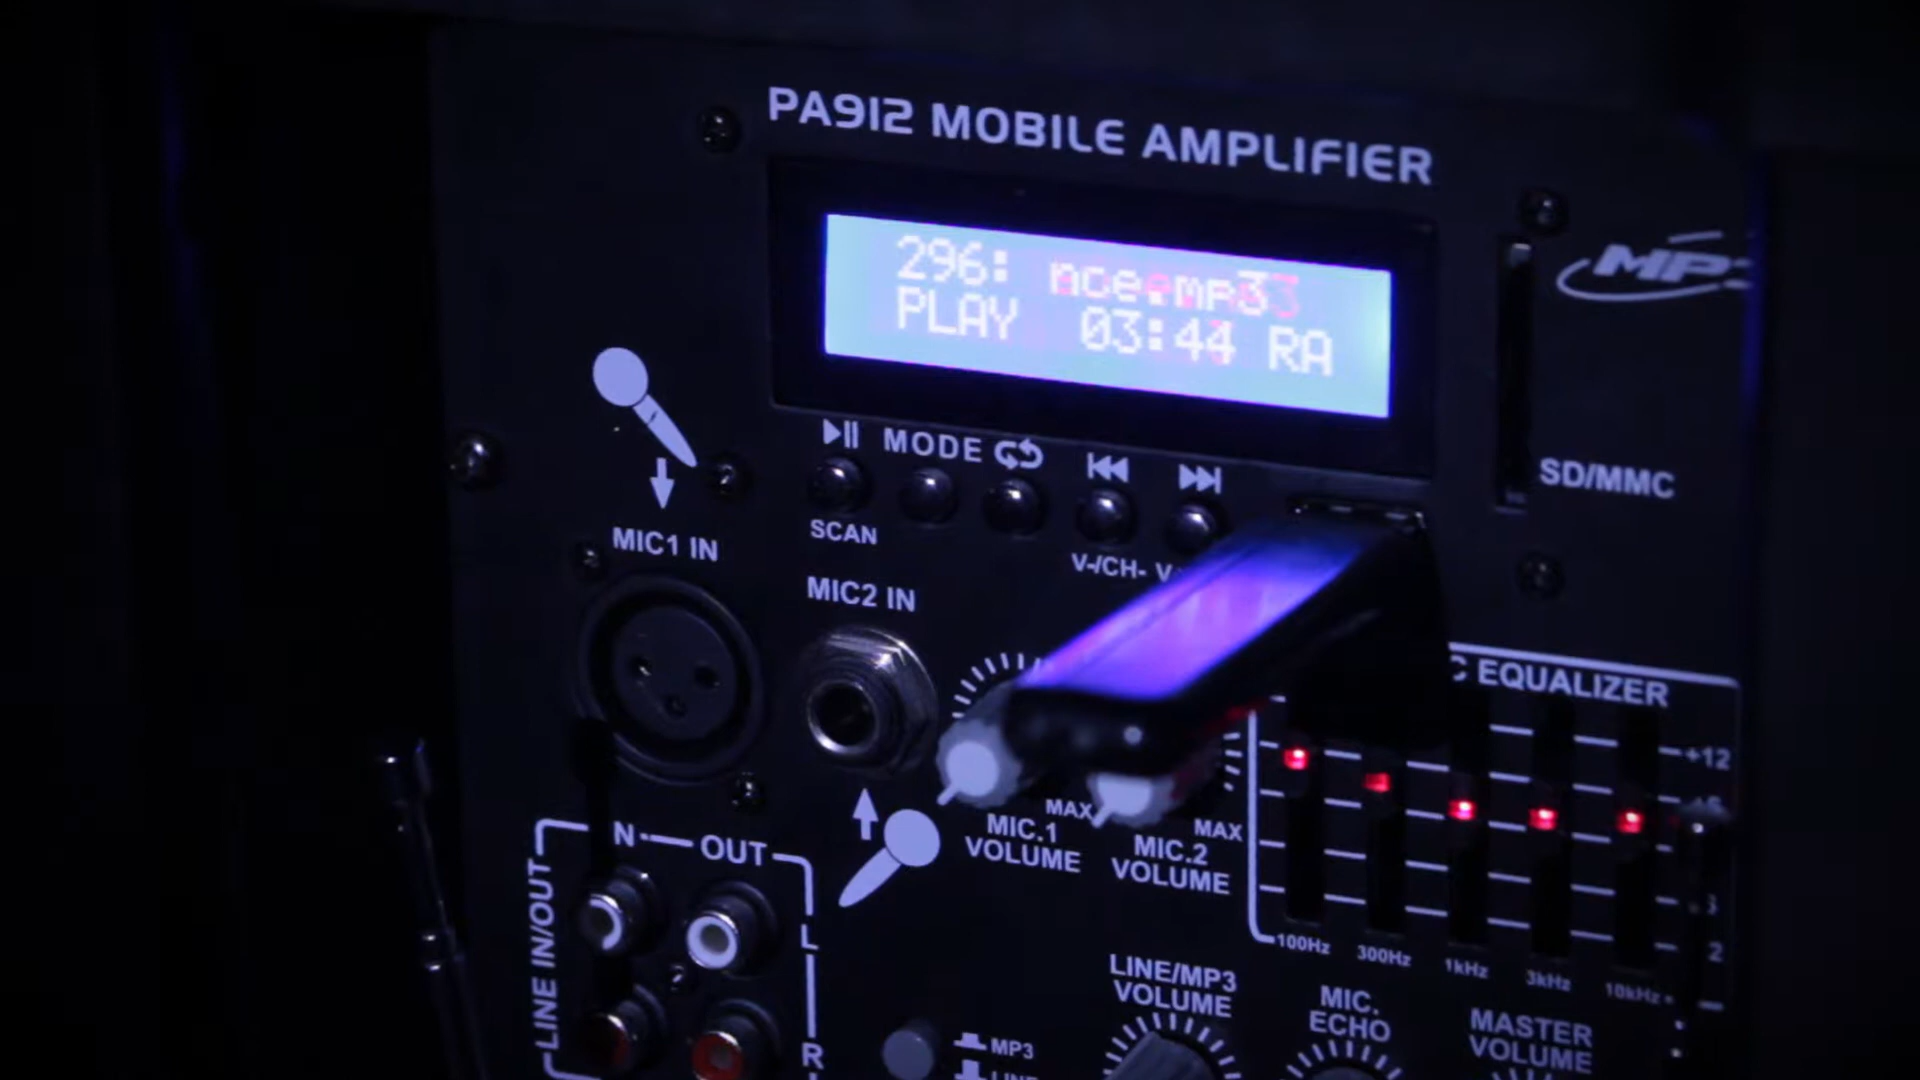 PA912 MOBILE AMPLIFIER
296: nce.mp3
PLAY 03:44 RA
MODE
SCAN
V-/CH-
SD/MMC
MIC1 IN
MIC2 IN
EQUALIZER
+12
MAX
MIC.1
VOLUME
MAX
MIC.2
VOLUME
OUT
LINE IN/OUT
L
R
100Hz 300Hz 1kHz 3kHz 10kHz
LINE/MP3
VOLUME
MIC.
ECHO
MASTER
VOLUME
MP3